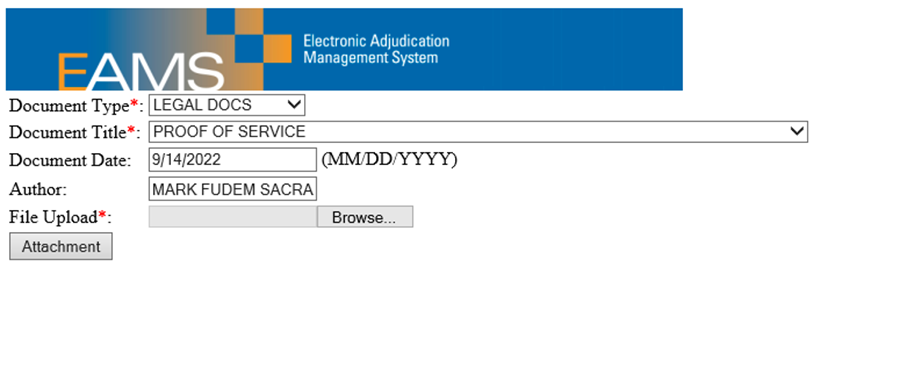 EAMS
Electronic Adjudication
Management System
Document Type*: LEGAL DOCS
Document Title*: PROOF OF SERVICE
Document Date: 9/14/2022 (MM/DD/YYYY)
Author: MARK FUDEM SACRA
File Upload*: Browse...
Attachment